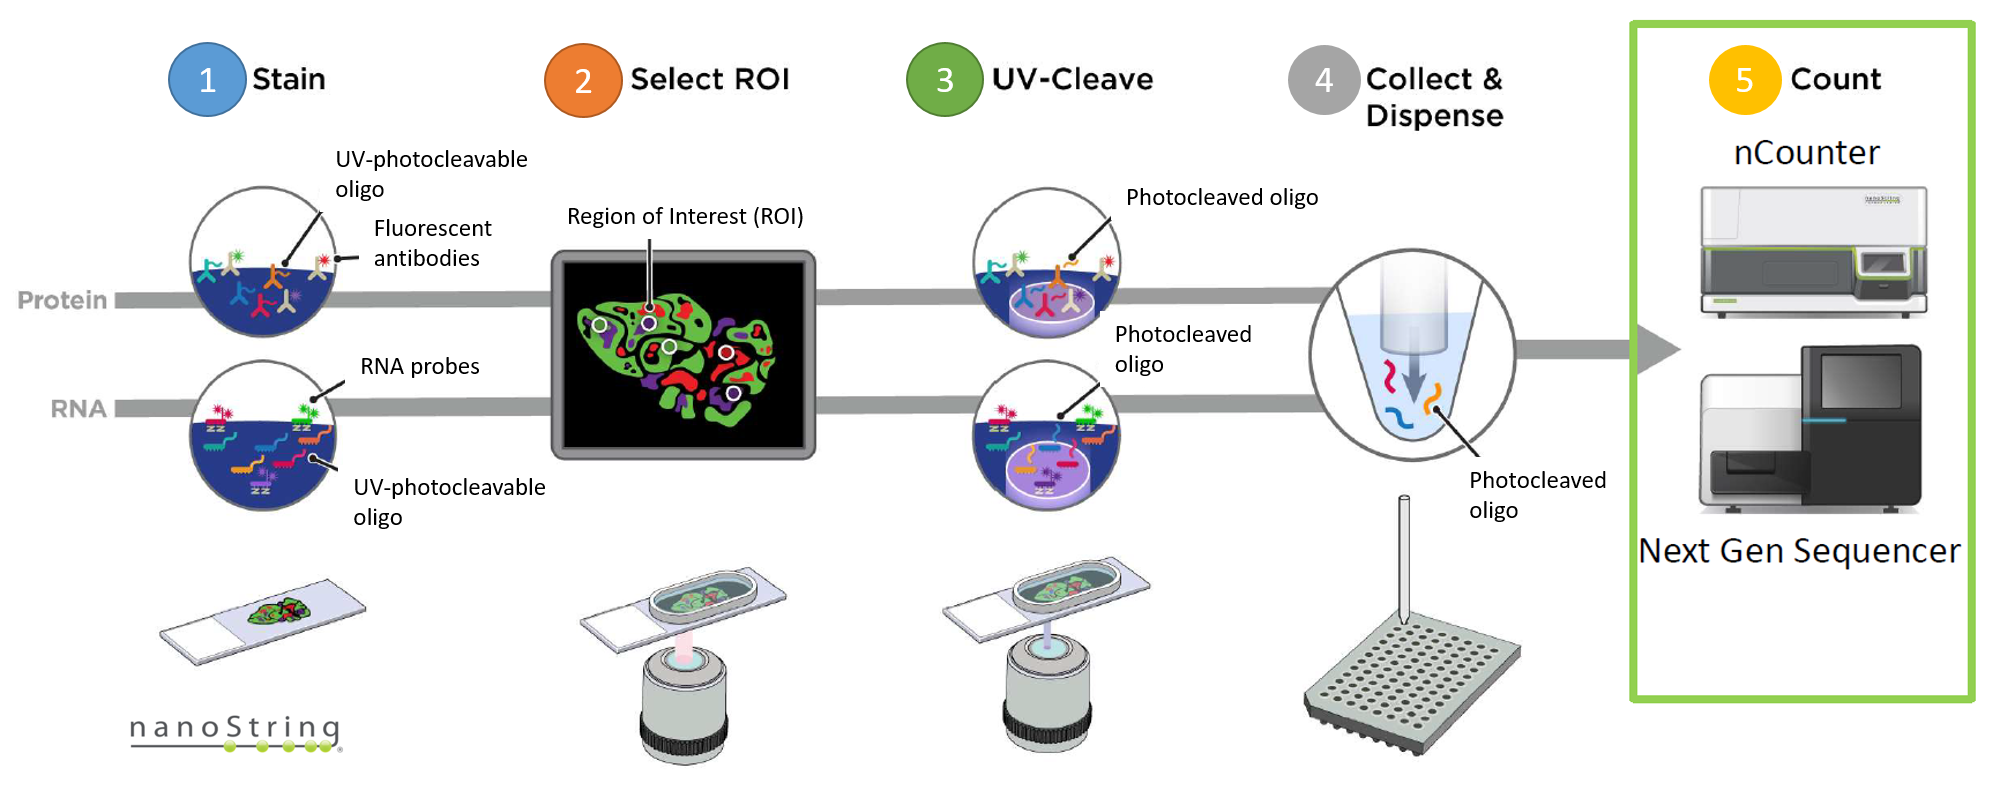 1 Stain
2 Select ROI
3 UV-Cleave
4 Collect &
Dispense
5 Count
nCounter
UV-photocleavable
oligo
Fluorescent
antibodies
Region of Interest (ROI)
Photocleaved oligo
Protein
Photocleaved
oligo
RNA probes
RNA
UV-photocleavable
oligo
Photocleaved
oligo
Next Gen Sequencer
nanoString®